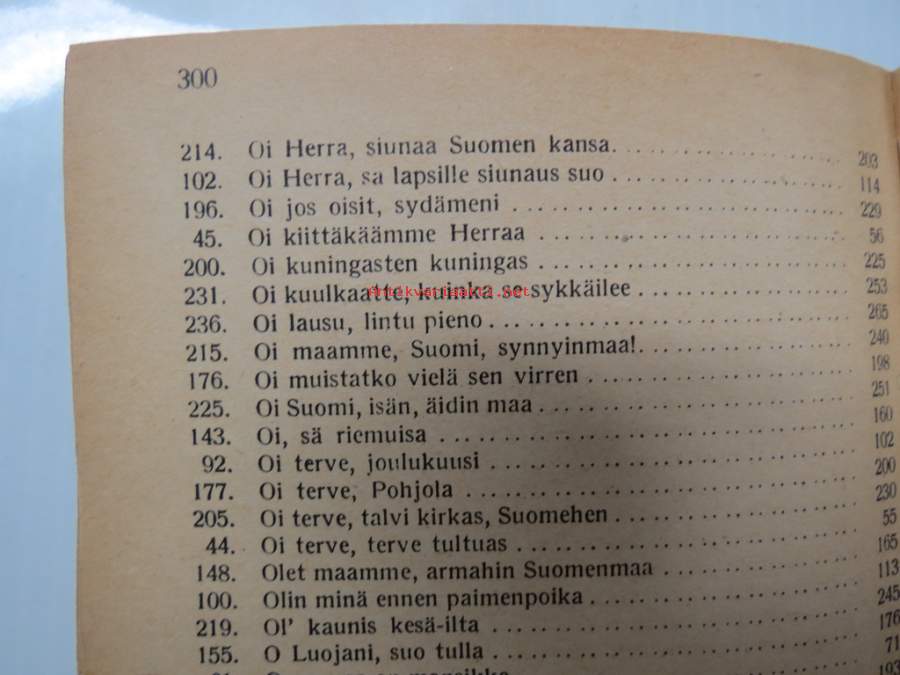 300
214. Oi Herra, siunaa Suomen kansa. . . . . . . . . . . . . . . . 203
102. Oi Herra, sa lapsille siunaus suo . . . . . . . . . . . . . . . . 114
196. Oi jos oisit, sydämeni . . . . . . . . . . . . . . . . 229
45. Oi kiittäkäämme Herraa . . . . . . . . . . . . . . . . 56
200. Oi kuningasten kuningas . . . . . . . . . . . . . . . . 225
231. Oi kuulkaatte, kuinka se sykkäilee . . . . . . . . . . . . . . . . 253
Antikvariaatti.net
236. Oi lausu, lintu pieno . . . . . . . . . . . . . . . . 265
215. Oi maamme, Suomi, synnyinmaa! . . . . . . . . . . . . . . . . 240
176. Oi muistatko vielä sen virren . . . . . . . . . . . . . . . . 198
225. Oi Suomi, isän, äidin maa . . . . . . . . . . . . . . . . 251
143. Oi, sä riemuisa . . . . . . . . . . . . . . . . 160
92. Oi terve, joulukuusi . . . . . . . . . . . . . . . . 102
177. Oi terve, Pohjola . . . . . . . . . . . . . . . . 200
205. Oi terve, talvi kirkas, Suomehen . . . . . . . . . . . . . . . . 230
44. Oi terve, terve tultuas . . . . . . . . . . . . . . . . 55
148. Olet maamme, armahin Suomenmaa . . . . . . . . . . . . . . . . 165
100. Olin minä ennen paimenpoika . . . . . . . . . . . . . . . . 113
219. Ol' kaunis kesä-ilta . . . . . . . . . . . . . . . . 245
155. O Luojani, suo tulla . . . . . . . . . . . . . . . . 176
71
193